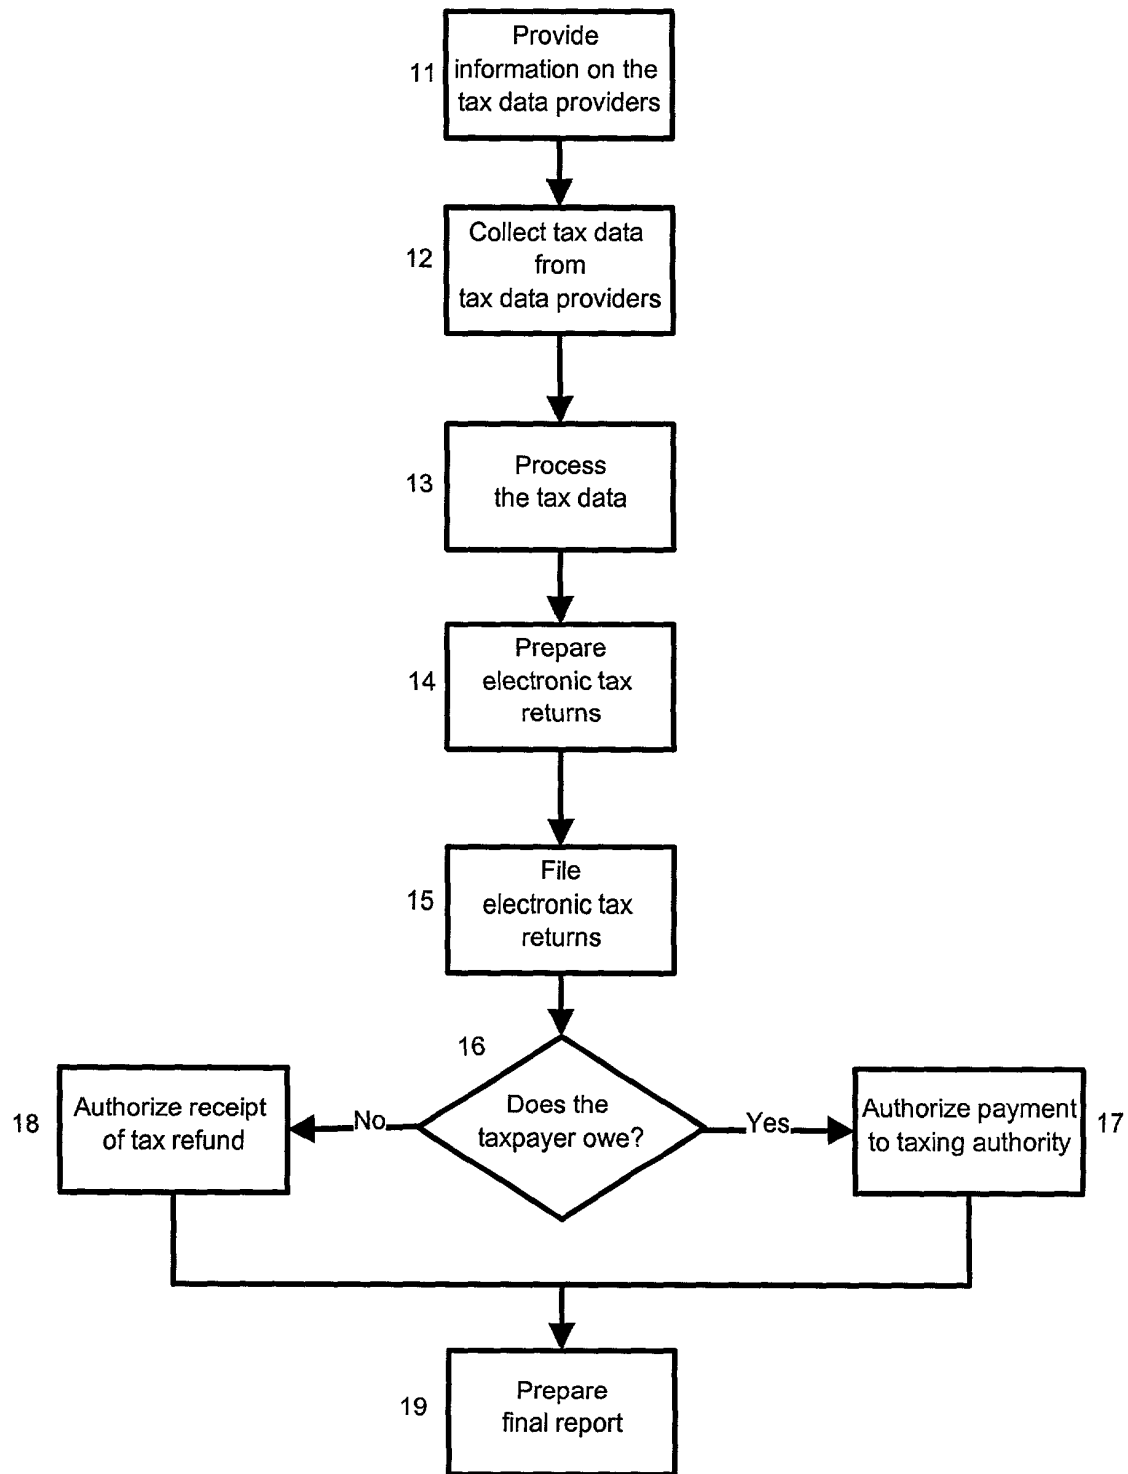 Provide
11
information on the
tax data providers
Collect tax data
12
from
tax data providers
13
Process
the tax data
Prepare
14
electronic tax
returns
File
15
electronic tax
returns
16
Does the
taxpayer owe?
No
Yes
18
Authorize receipt
of tax refund
Authorize payment
to taxing authority
17
19
Prepare
final report